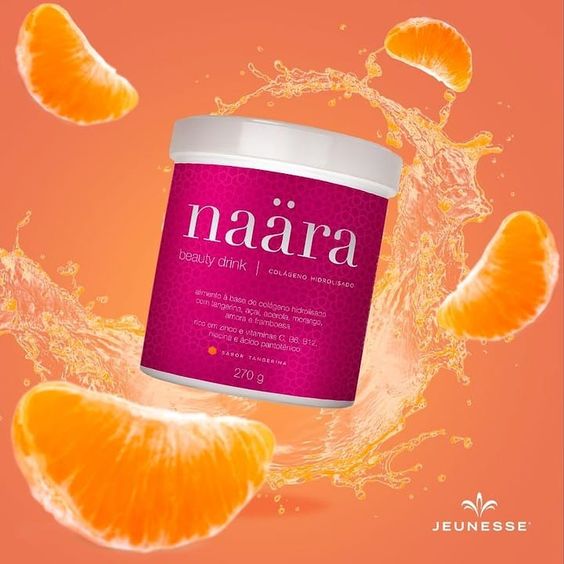 naära
beauty drink | COLÁGENO HIDROLISADO
alimento à base de colágeno hidrolisado
com tangerina, açaí, acerola, morango,
amora e framboesa
rico em zinco e vitaminas C, B6, B12,
niacina e ácido pantotênico
SABOR TANGERINA
270 g
JEUNESSE